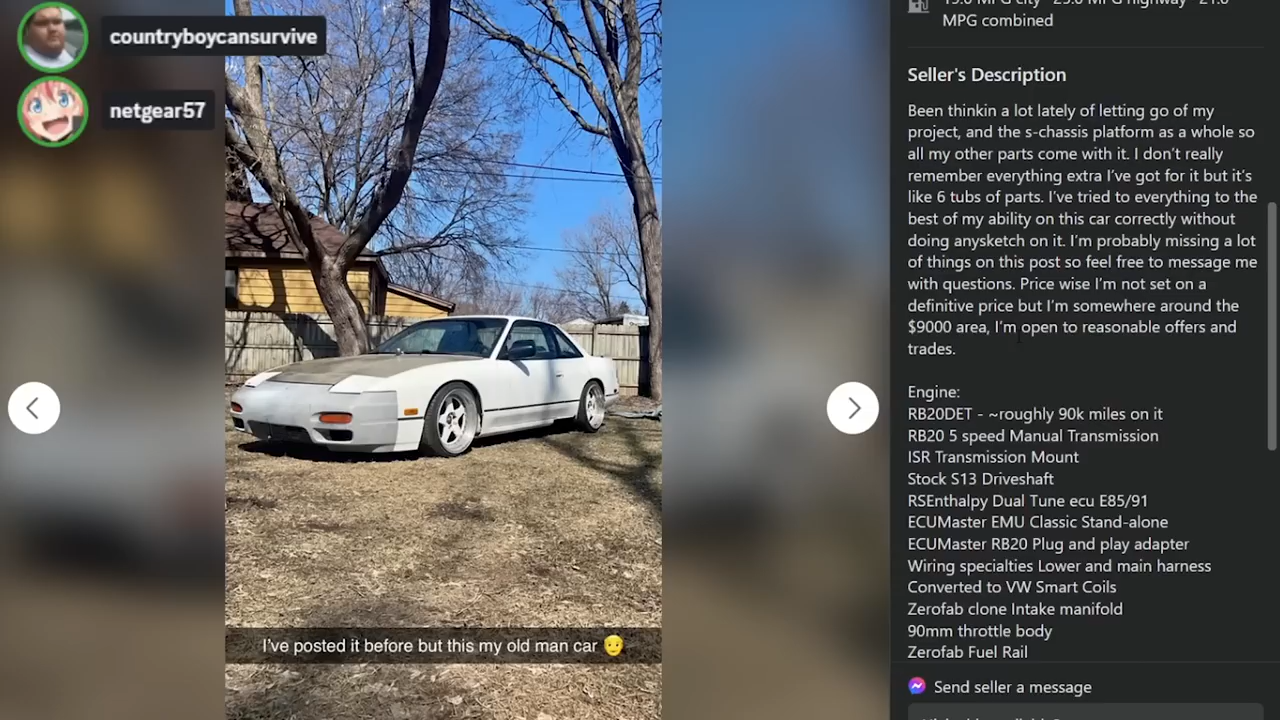 countryboycansurvive
netgear57
I've posted it before but this my old man car
MPG combined
Seller's Description
Been thinkin a lot lately of letting go of my
project, and the s-chassis platform as a whole so
all my other parts come with it. I don't really
remember everything extra I've got for it but it's
like 6 tubs of parts. I've tried to everything to the
best of my ability on this car correctly without
doing anysketch on it. I'm probably missing a lot
of things on this post so feel free to message me
with questions. Price wise I'm not set on a
definitive price but I'm somewhere around the
$9000 area, I'm open to reasonable offers and
trades.
Engine:
RB20DET - ~roughly 90k miles on it
RB20 5 speed Manual Transmission
ISR Transmission Mount
Stock S13 Driveshaft
RSEnthalpy Dual Tune ecu E85/91
ECUMaster EMU Classic Stand-alone
ECUMaster RB20 Plug and play adapter
Wiring specialties Lower and main harness
Converted to VW Smart Coils
Zerofab clone Intake manifold
90mm throttle body
Zerofab Fuel Rail
Send seller a message